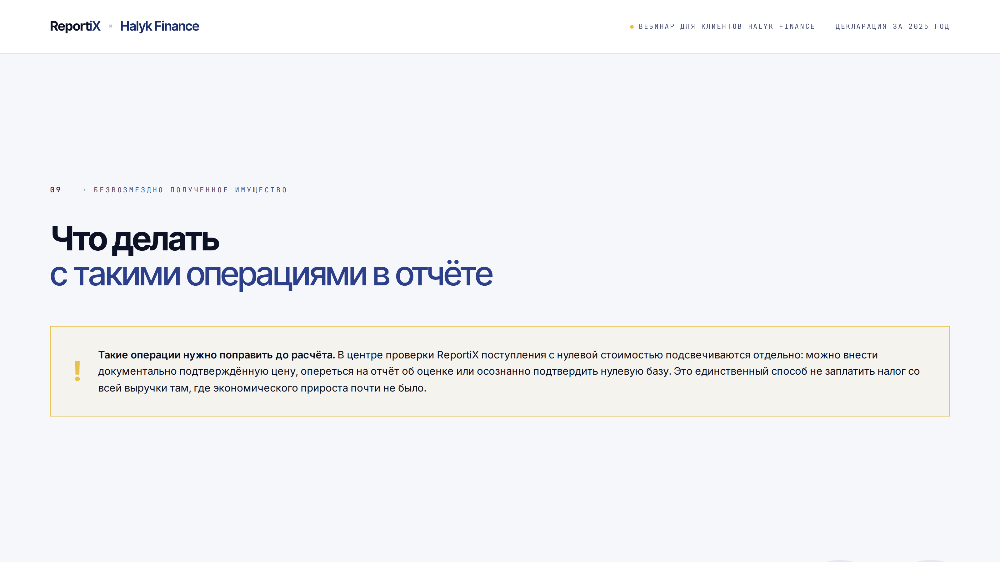 ReportiX × Halyk Finance
ВЕБИНАР ДЛЯ КЛИЕНТОВ HALYK FINANCE ДЕКЛАРАЦИЯ ЗА 2025 ГОД
09 · БЕЗВОЗМЕЗДНО ПОЛУЧЕННОЕ ИМУЩЕСТВО
Что делать
с такими операциями в отчёте
! Такие операции нужно поправить до расчёта. В центре проверки ReportiX поступления с нулевой стоимостью подсвечиваются отдельно: можно внести
документально подтверждённую цену, опереться на отчёт об оценке или осознанно подтвердить нулевую базу. Это единственный способ не заплатить налог со
всей выручки там, где экономического прироста почти не было.